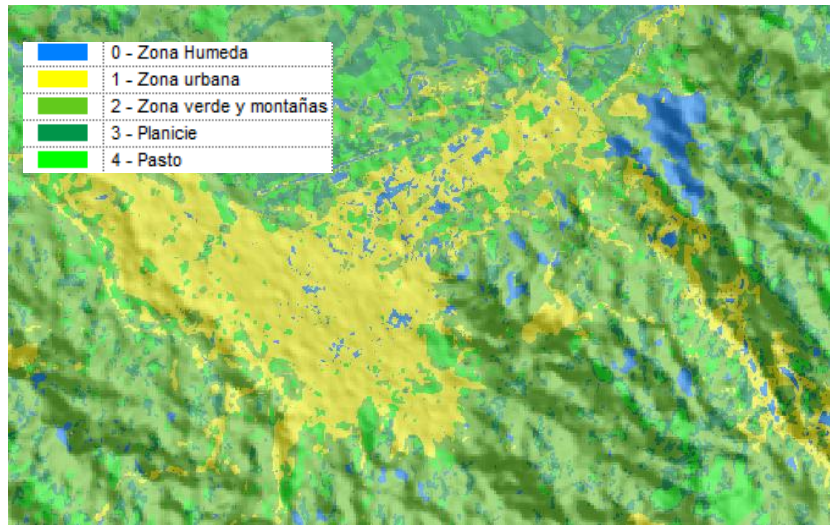 0 - Zona Humeda
1 - Zona urbana
2 - Zona verde y montañas
3 - Planicie
4 - Pasto